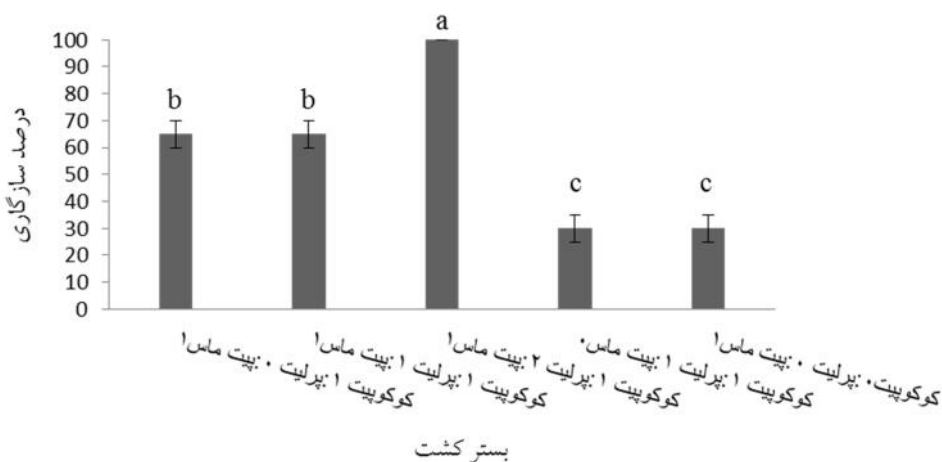 درصد سازگاری
100
90
80
70
60
50
40
30
20
10
0
b
b
a
c
c
کوکوپیت ۱:پرلیت ۰:پیت ماس۱
کوکوپیت ۱:پرلیت ۱:پیت ماس۱
کوکوپیت ۱:پرلیت ۲:پیت ماس۱
کوکوپیت ۱:پرلیت ۱:پیت ماس۰
کوکوپیت۰:پرلیت ۰:پیت ماس۱
بستر کشت